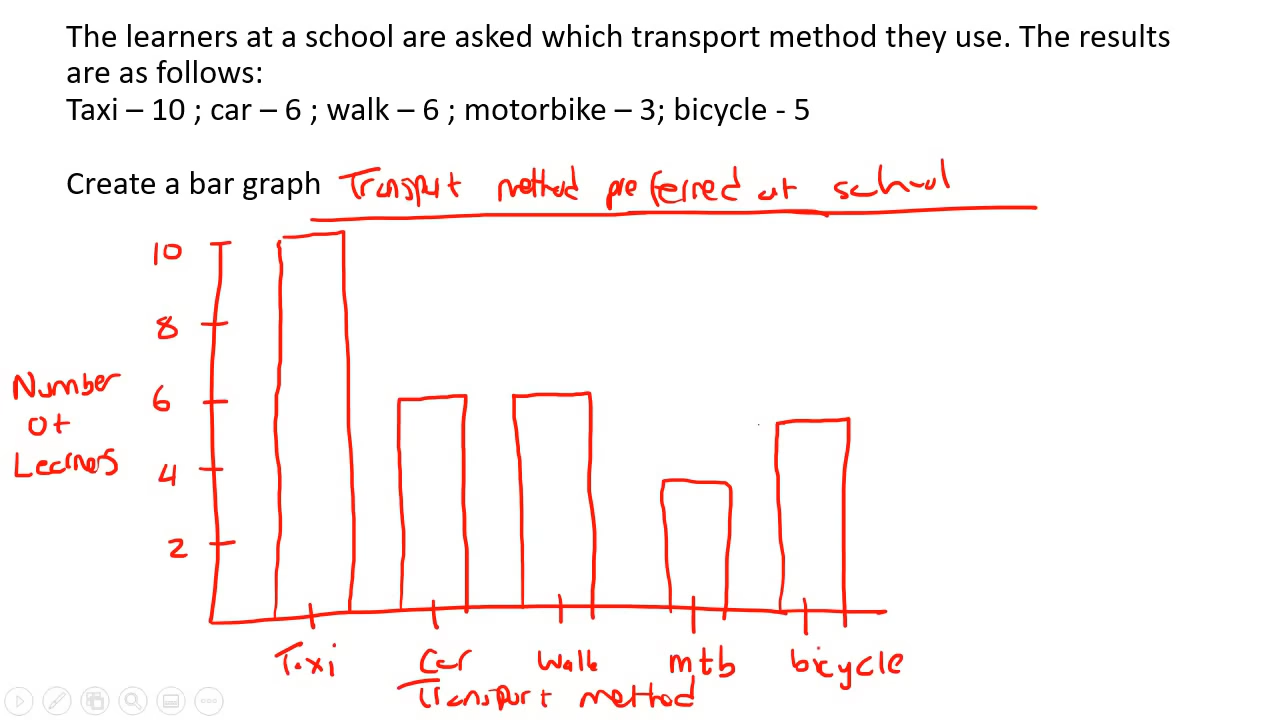 The learners at a school are asked which transport method they use. The results
are as follows:
Taxi – 10 ; car – 6 ; walk – 6 ; motorbike – 3; bicycle - 5
Create a bar graph Transport method preferred at school
10
8
Number
6
of
Learners
4
2
Taxi Car Walk mtb bicycle
Transport method